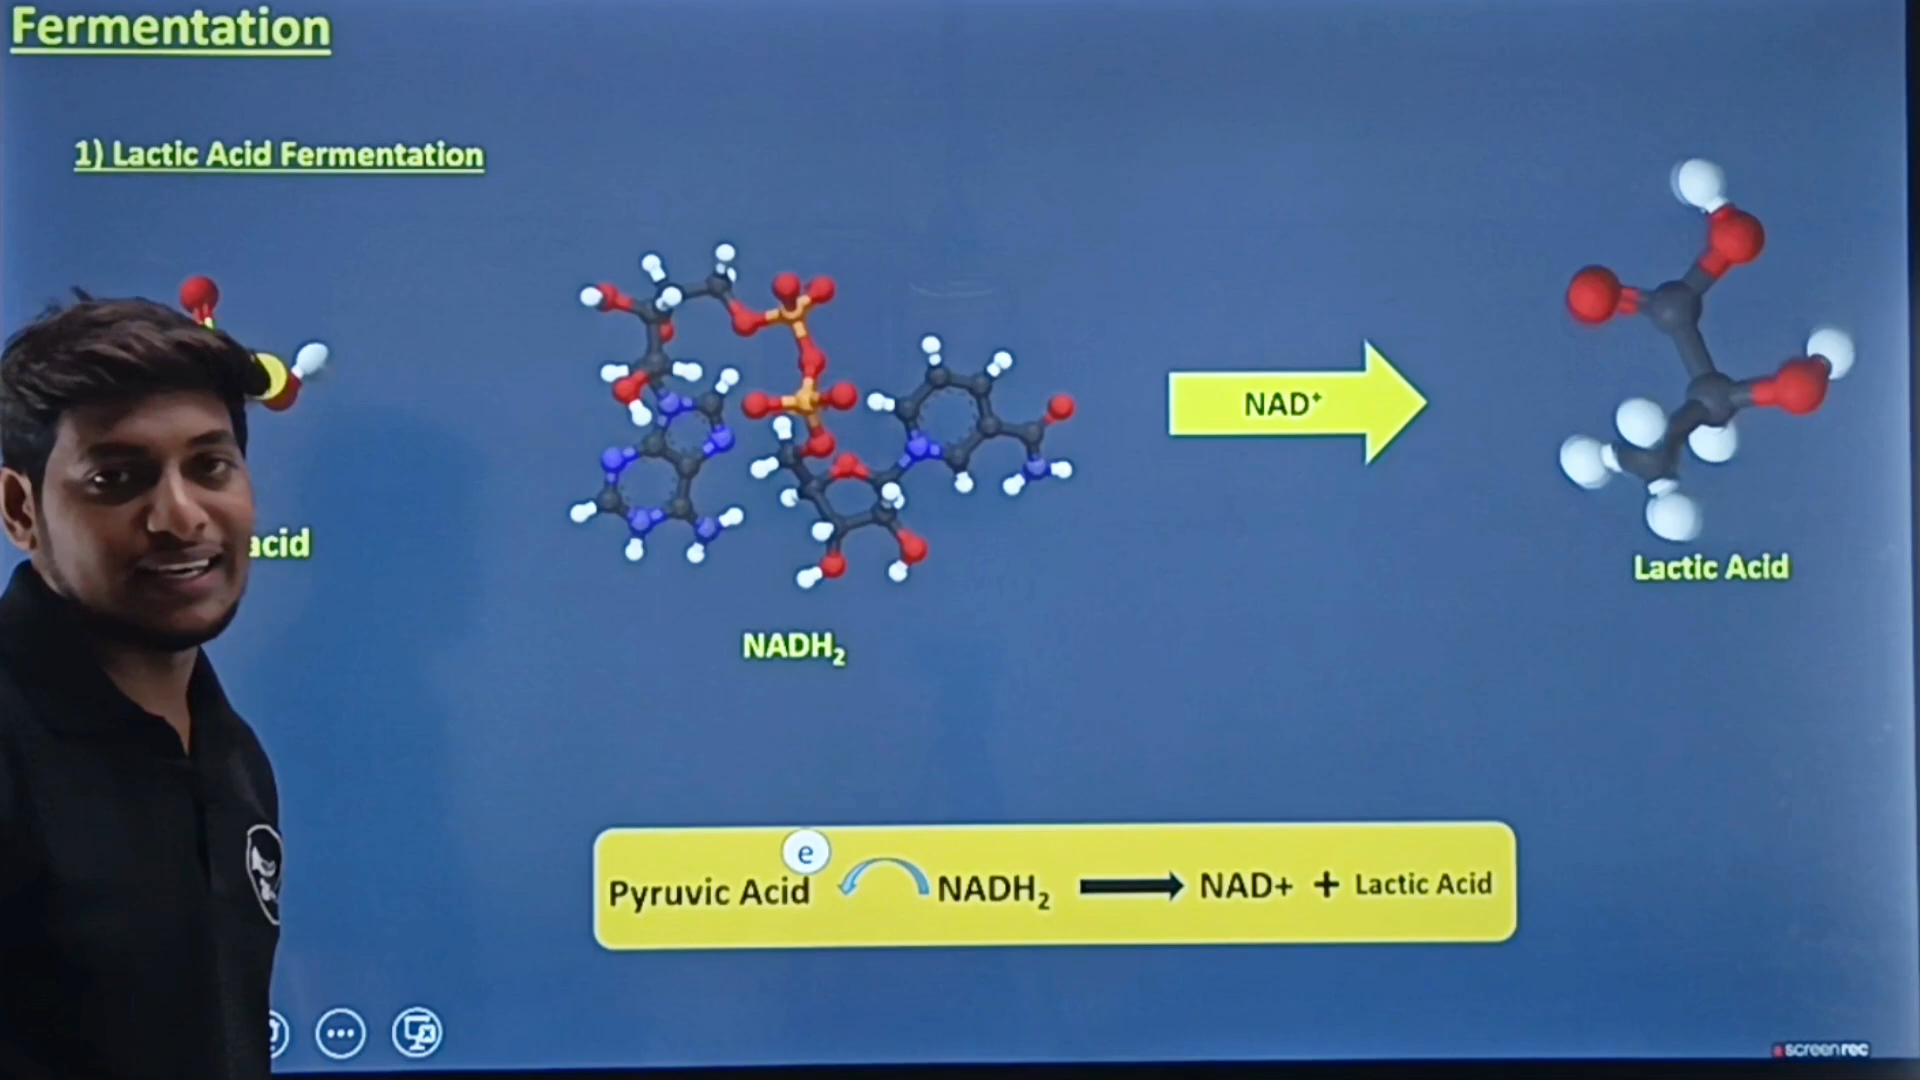 Fermentation
1) Lactic Acid Fermentation
NAD⁺
acid
Lactic Acid
NADH₂
e
Pyruvic Acid NADH₂ NAD+ + Lactic Acid
screenrec